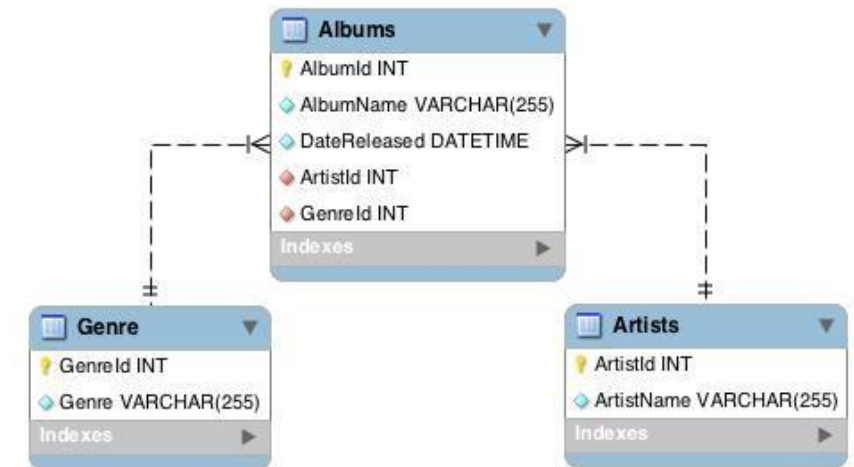 Albums
AlbumId INT
AlbumName VARCHAR(255)
DateReleased DATETIME
ArtistId INT
GenreId INT
Indexes
Genre
GenreId INT
Genre VARCHAR(255)
Indexes
Artists
ArtistId INT
ArtistName VARCHAR(255)
Indexes